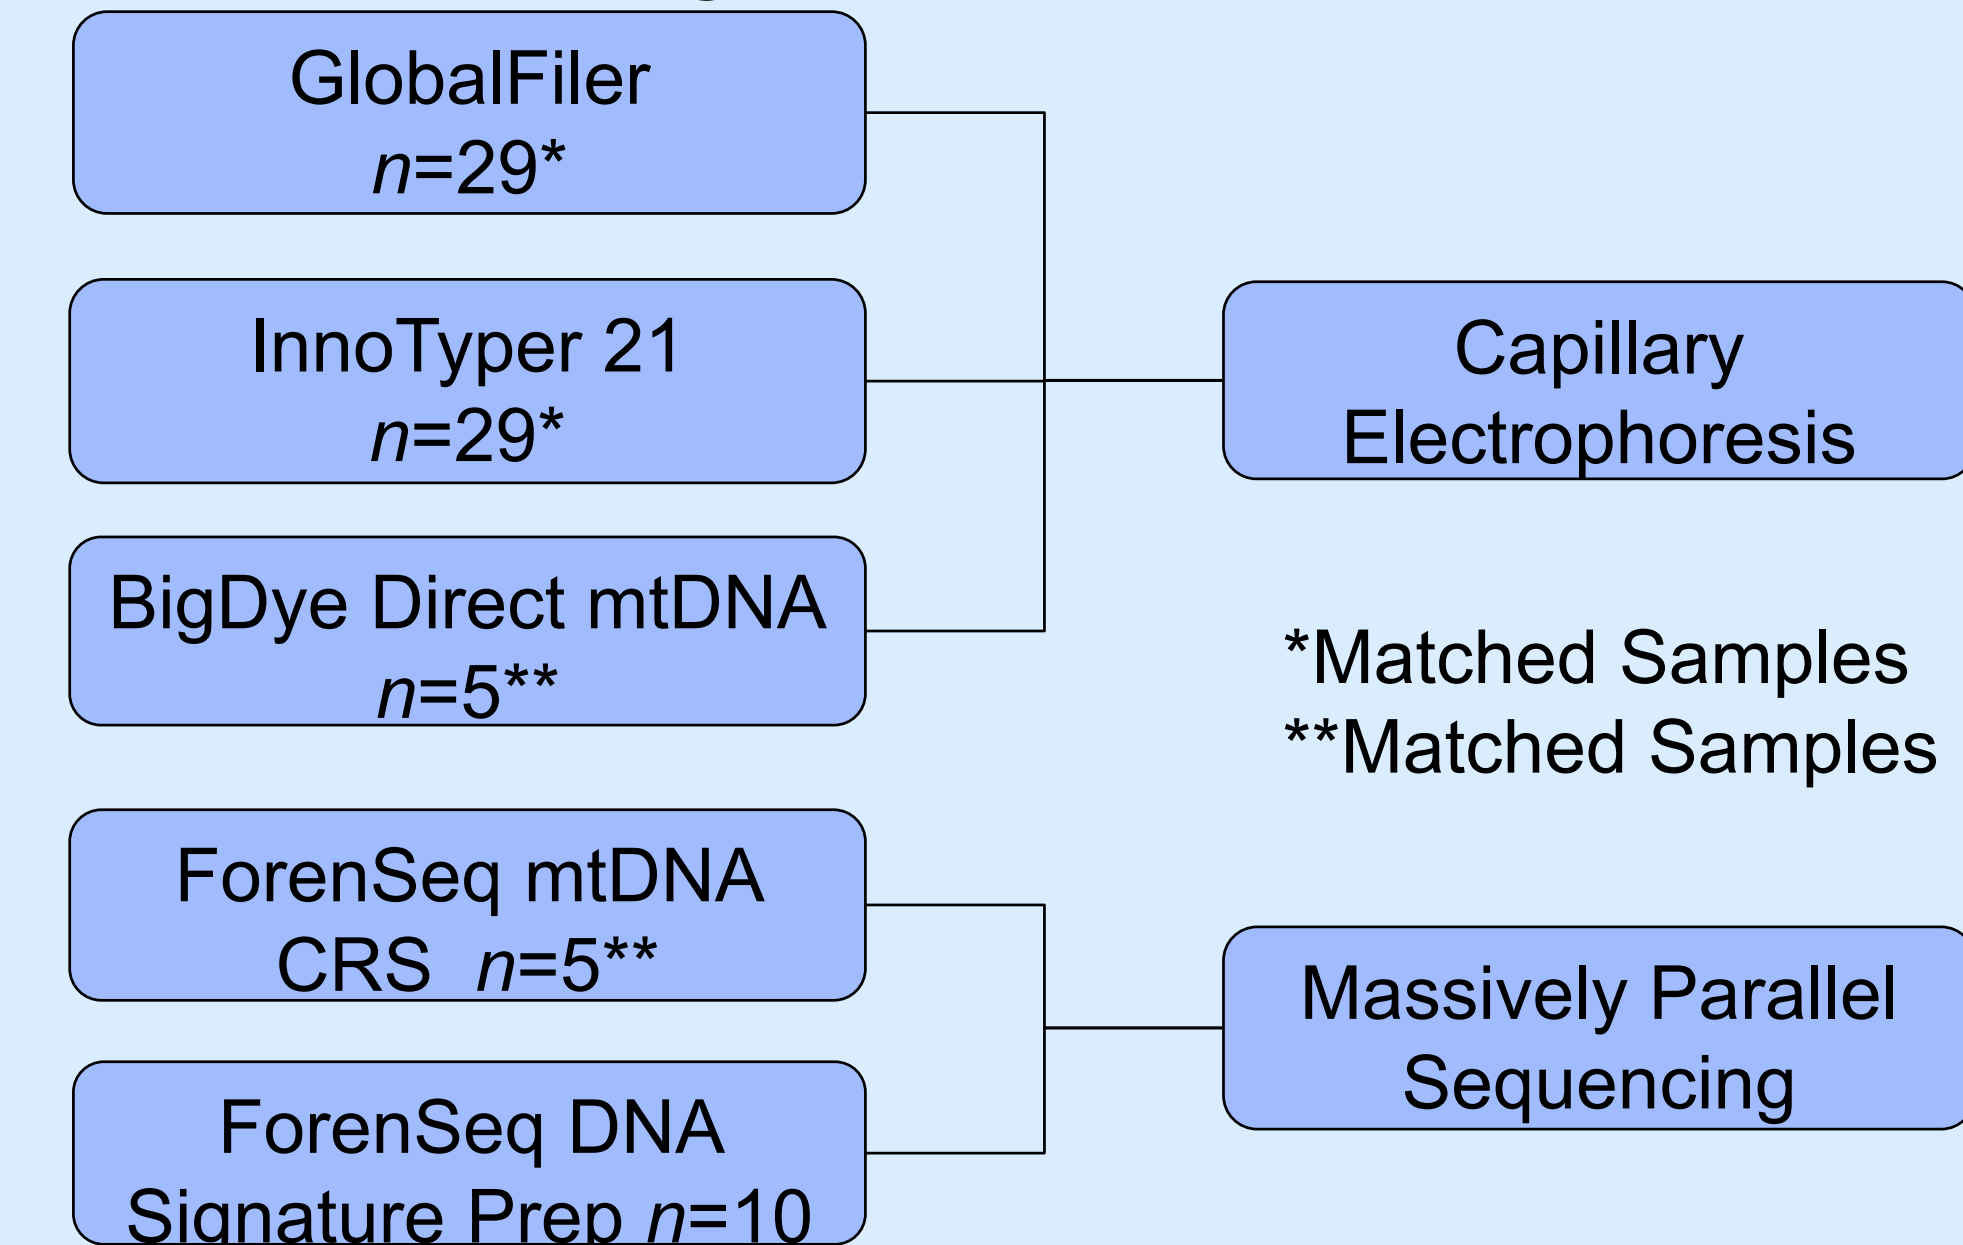 GlobalFiler
n=29*
InnoTyper 21
n=29*
BigDye Direct mtDNA
n=5**
ForenSeq mtDNA
CRS n=5**
ForenSeq DNA
Signature Prep n=10
Capillary
Electrophoresis
*Matched Samples
**Matched Samples
Massively Parallel
Sequencing